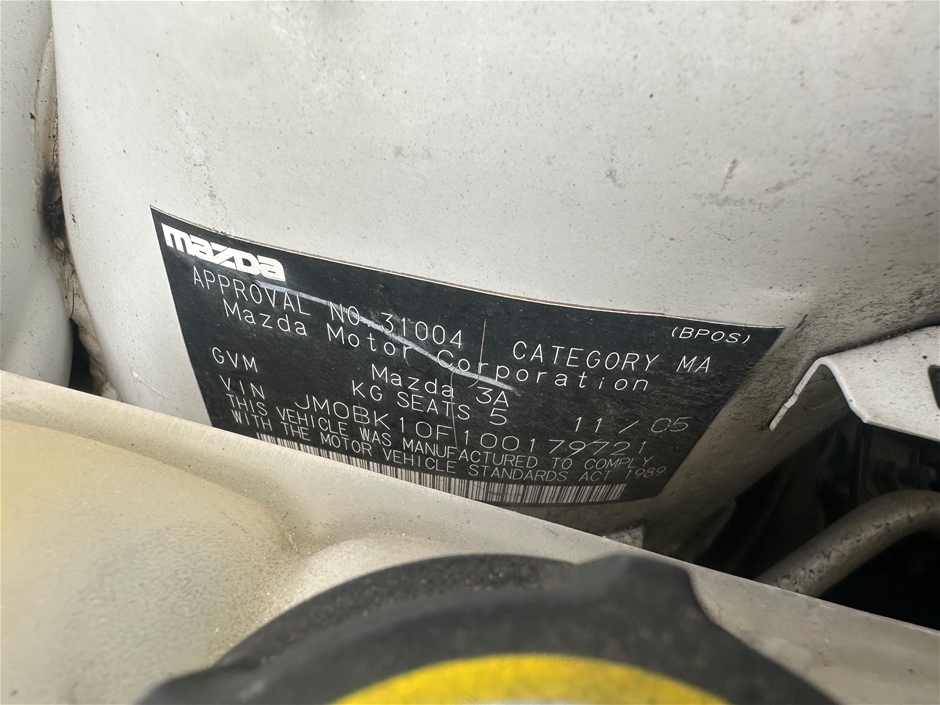 mazda
APPROVAL NO.31004 CATEGORY MA (BPOS)
Mazda Motor Corporation
Mazda 3A
GVM KG SEATS 5 11/05
VIN JM0BK10F100179721
THIS VEHICLE WAS MANUFACTURED TO COMPLY
WITH THE MOTOR VEHICLE STANDARDS ACT 1989